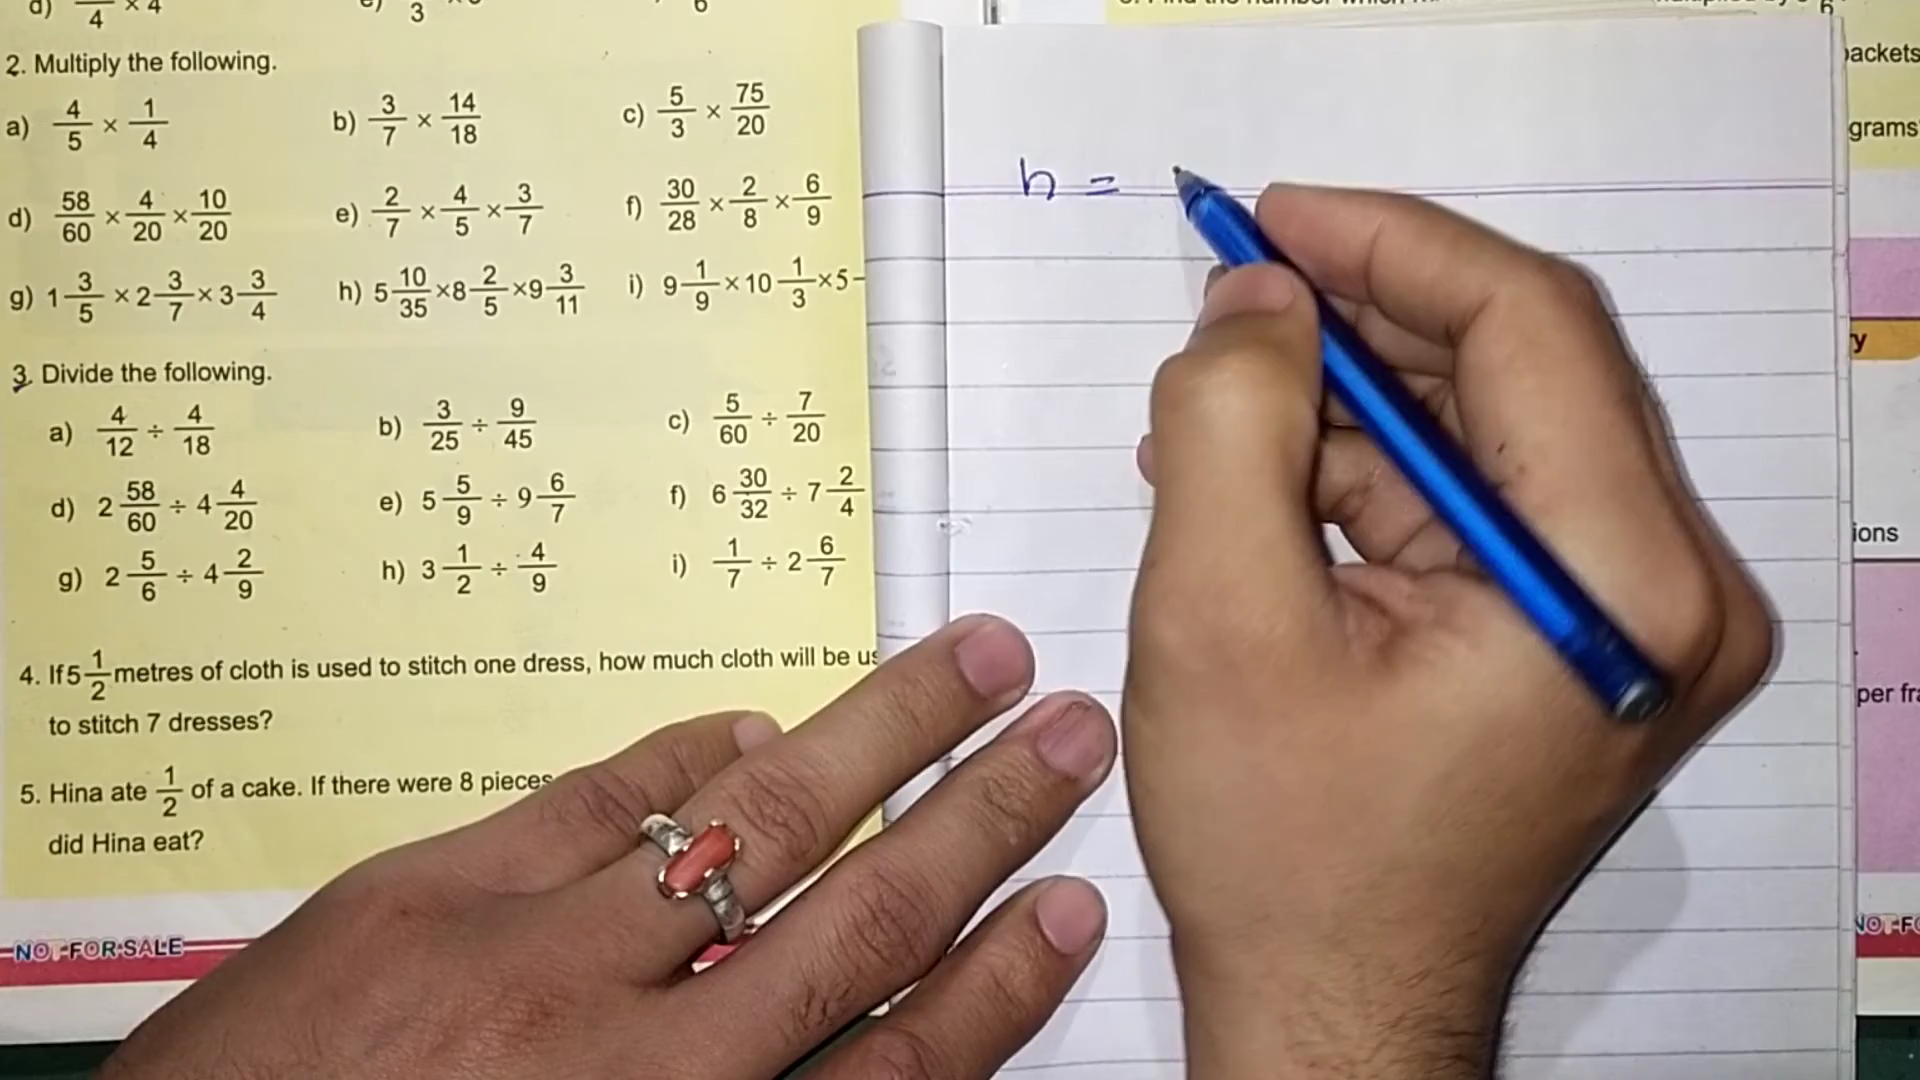 d) /4 × 4
2. Multiply the following.
a) 4/5 × 1/4 b) 3/7 × 14/18 c) 5/3 × 75/20
d) 58/60 × 4/20 × 10/20 e) 2/7 × 4/5 × 3/7 f) 30/28 × 2/8 × 6/9
g) 1 3/5 × 2 3/7 × 3 3/4 h) 5 10/35 × 8 2/5 × 9 3/11 i) 9 1/9 × 10 1/3 × 5
3. Divide the following.
a) 4/12 ÷ 4/18 b) 3/25 ÷ 9/45 c) 5/60 ÷ 7/20
d) 2 58/60 ÷ 4 4/20 e) 5 5/9 ÷ 9 6/7 f) 6 30/32 ÷ 7 2/4
g) 2 5/6 ÷ 4 2/9 h) 3 1/2 ÷ 4/9 i) 1/7 ÷ 2 6/7
4. If 5 1/2 metres of cloth is used to stitch one dress, how much cloth will be
to stitch 7 dresses?
5. Hina ate 1/2 of a cake. If there were 8 pieces
did Hina eat?
NOT FOR SALE
h =
grams
ions